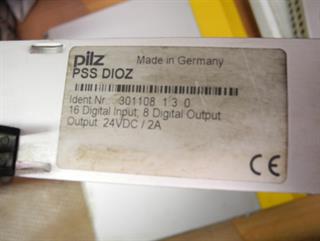 pilz
Made in Germany
PSS DIOZ
Ident.Nr.: 301108 1.3 0
16 Digital Input; 8 Digital Output
Output: 24VDC / 2A
CE